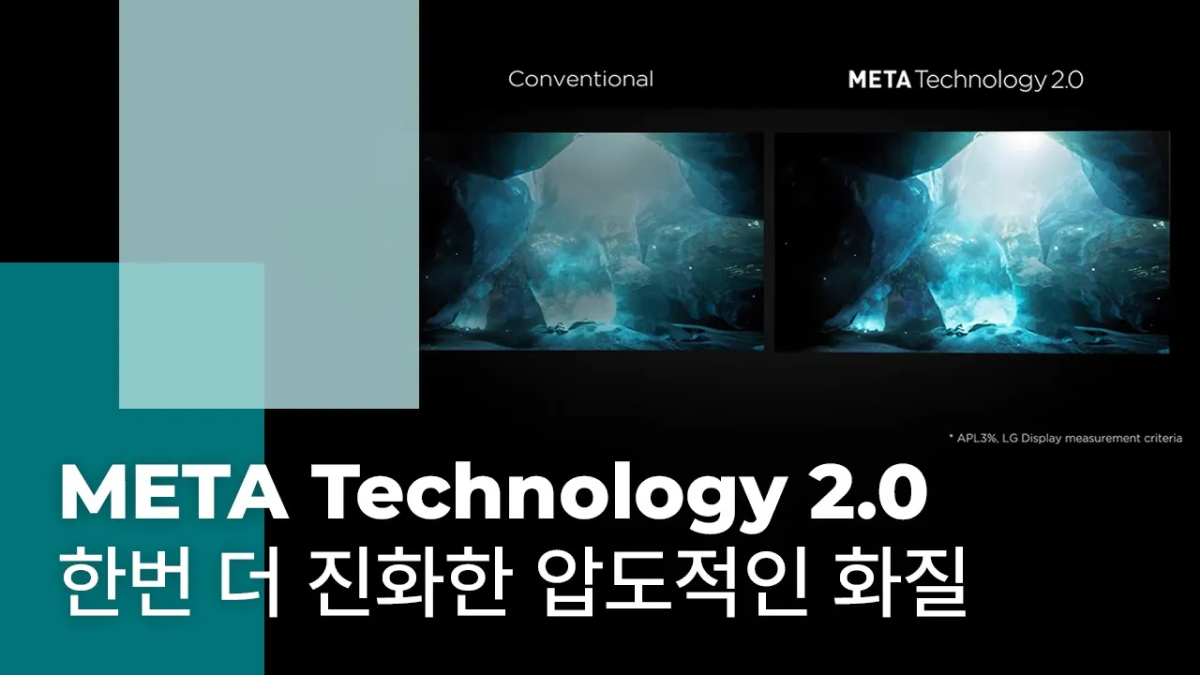 Conventional
META Technology 2.0
* APL3%, LG Display measurement criteria
META Technology 2.0
한번 더 진화한 압도적인 화질